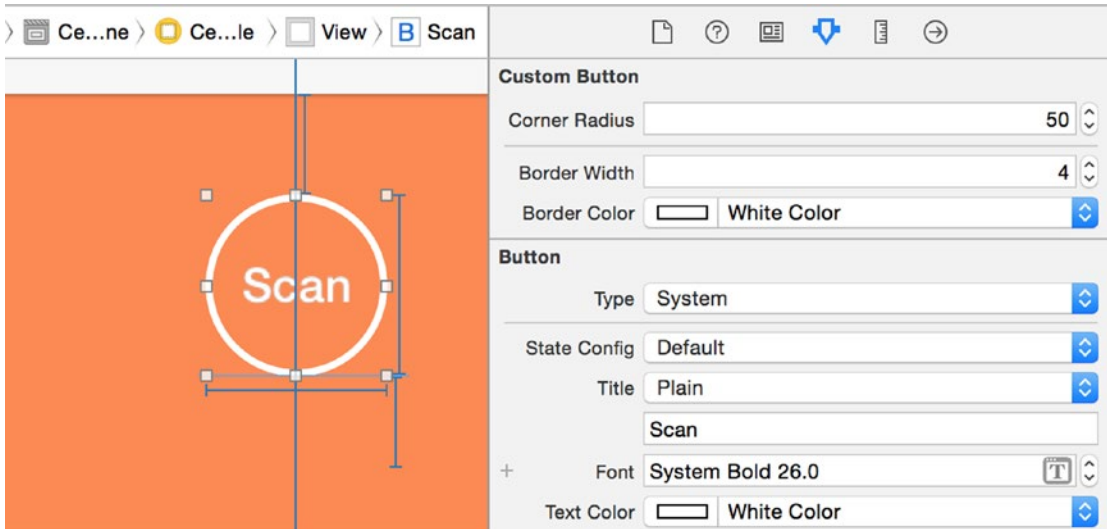 Ce...ne Ce...le View B Scan
Custom Button
Corner Radius 50
Border Width 4
Border Color White Color
Button
Type System
State Config Default
Title Plain
Scan
Scan
+ Font System Bold 26.0 T
Text Color White Color